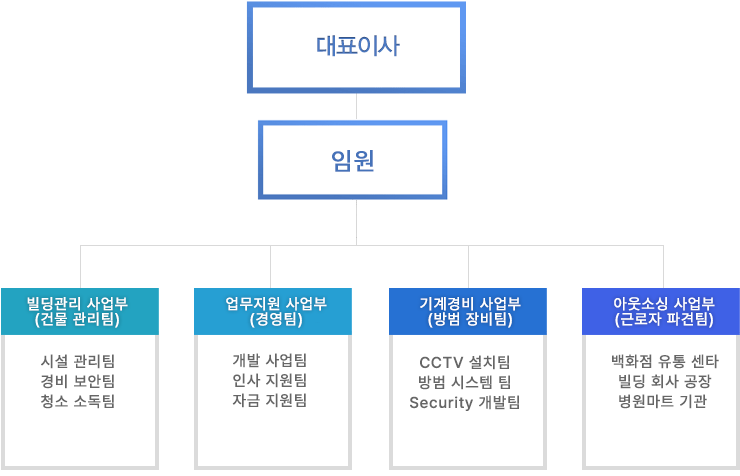 대표이사
임원
빌딩관리 사업부
(건물 관리팀)
시설 관리팀
경비 보안팀
청소 소독팀
업무지원 사업부
(경영팀)
개발 사업팀
인사 지원팀
자금 지원팀
기계경비 사업부
(방범 장비팀)
CCTV 설치팀
방범 시스템 팀
Security 개발팀
아웃소싱 사업부
(근로자 파견팀)
백화점 유통 센타
빌딩 회사 공장
병원마트 기관